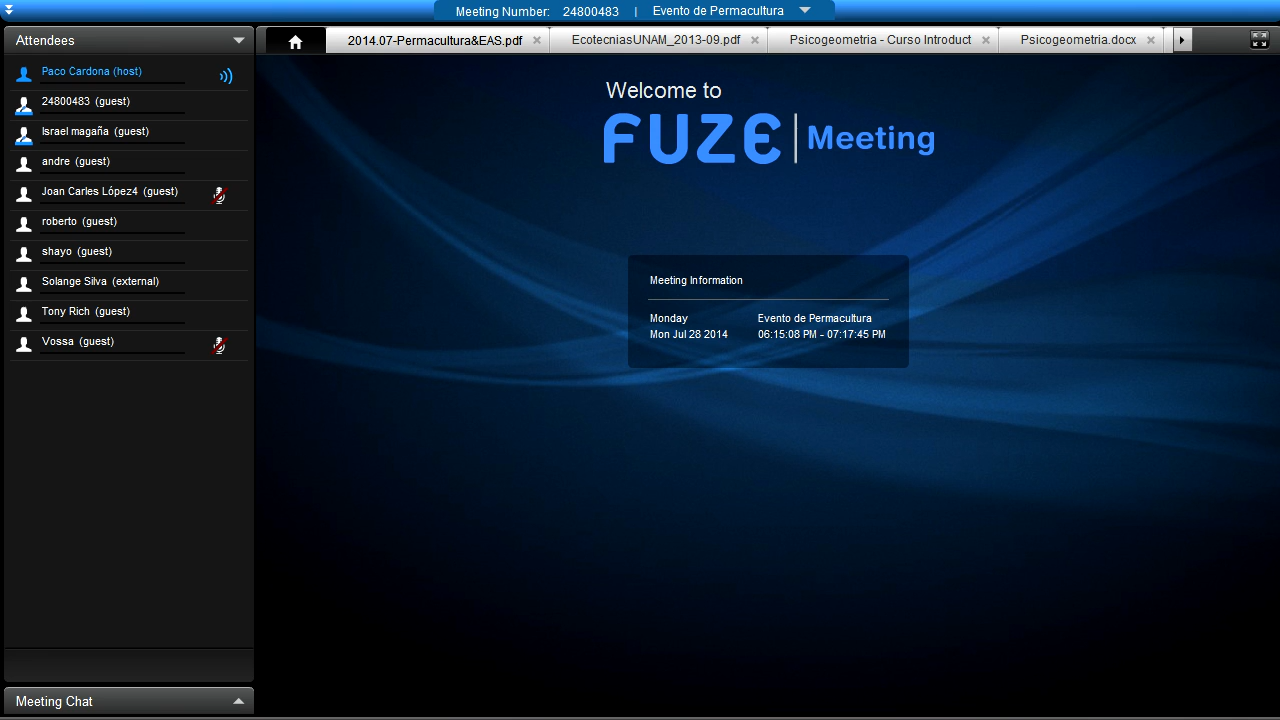 Meeting Number: 24800483 | Evento de Permacultura
Attendees
2014.07-Permacultura&EAS.pdf
EcotecniasUNAM_2013-09.pdf
Psicogeometria - Curso Introduct
Psicogeometria.docx
Paco Cardona (host)
24800483 (guest)
Israel magaña (guest)
andre (guest)
Joan Carles López4 (guest)
roberto (guest)
shayo (guest)
Solange Silva (external)
Tony Rich (guest)
Vossa (guest)
Meeting Chat
Welcome to
FUZE | Meeting
Meeting Information
Monday Evento de Permacultura
Mon Jul 28 2014 06:15:08 PM - 07:17:45 PM